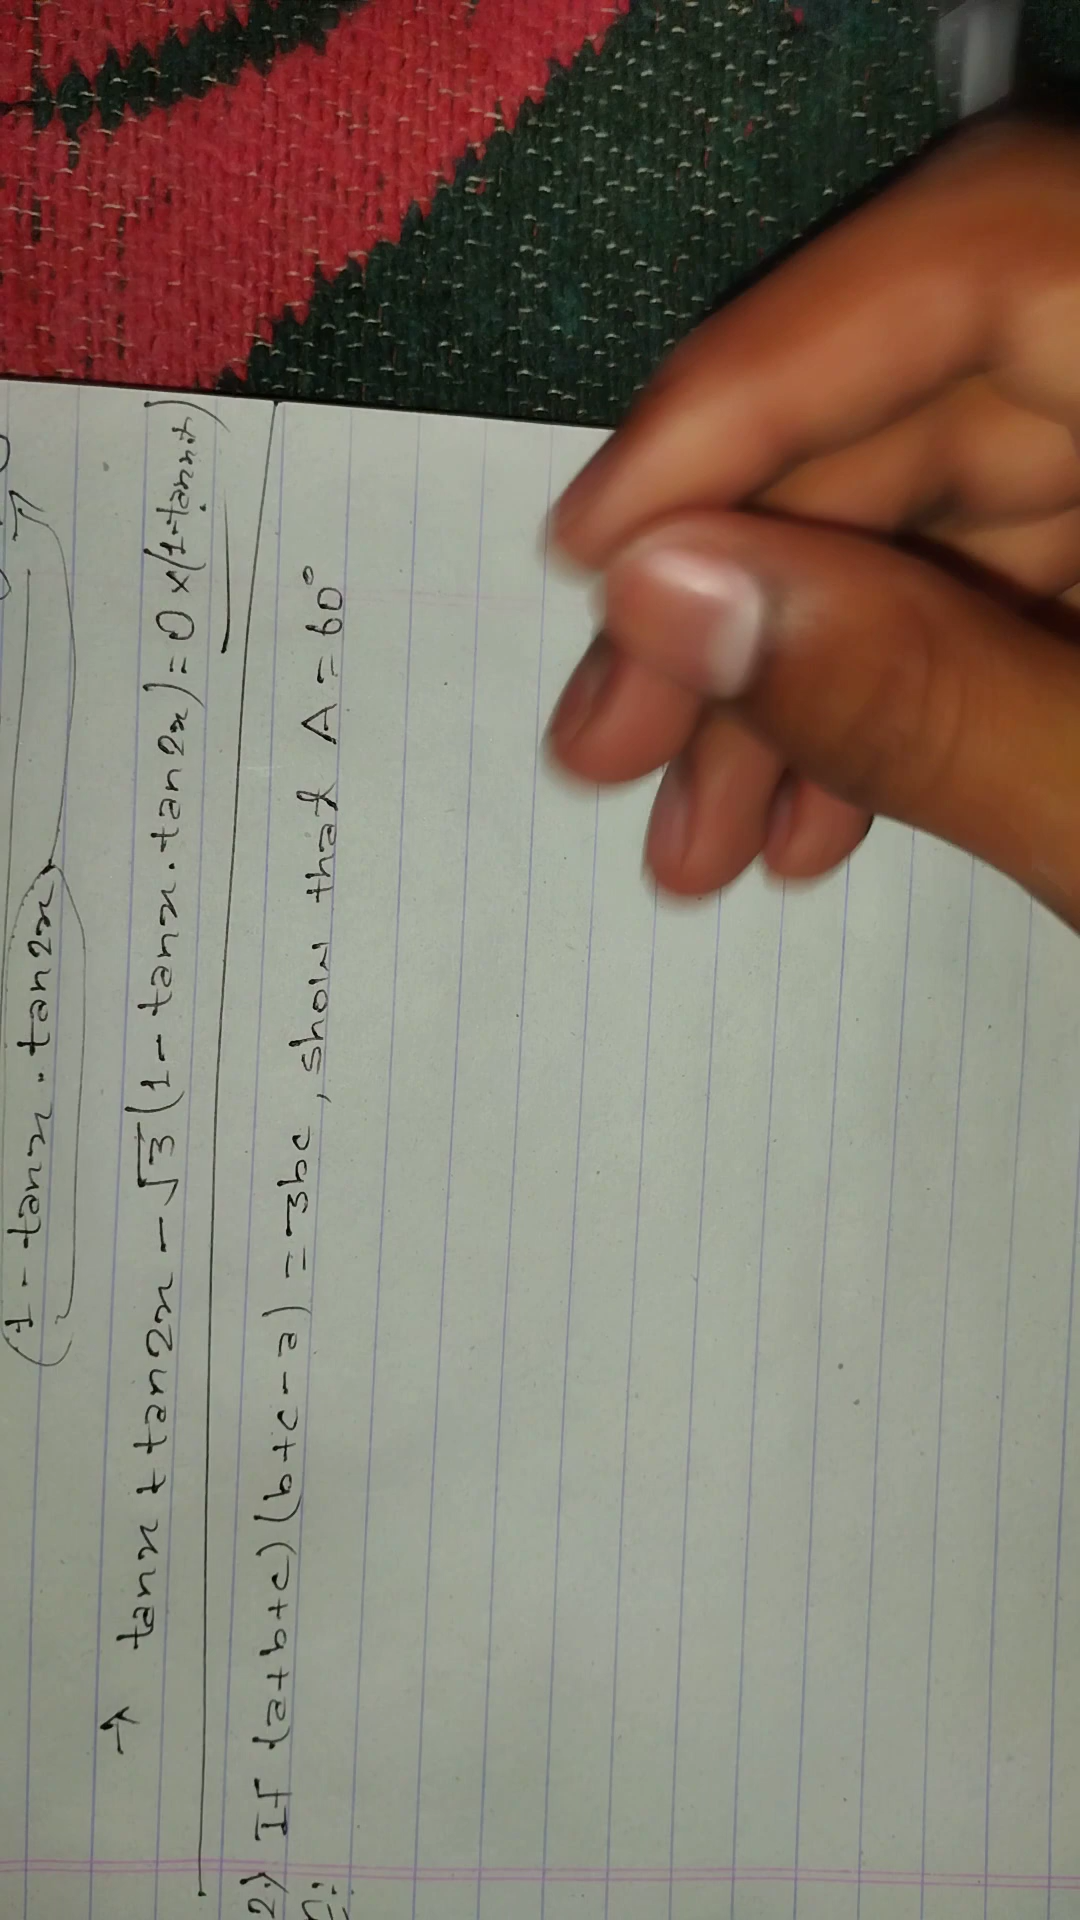 1 - tanx . tan2x
→ tanx + tan2x - √3(1 - tanx . tan2x) = 0 x(1-tanx
2) If (a+b+c)(b+c-a) = 3bc, show that A = 60°